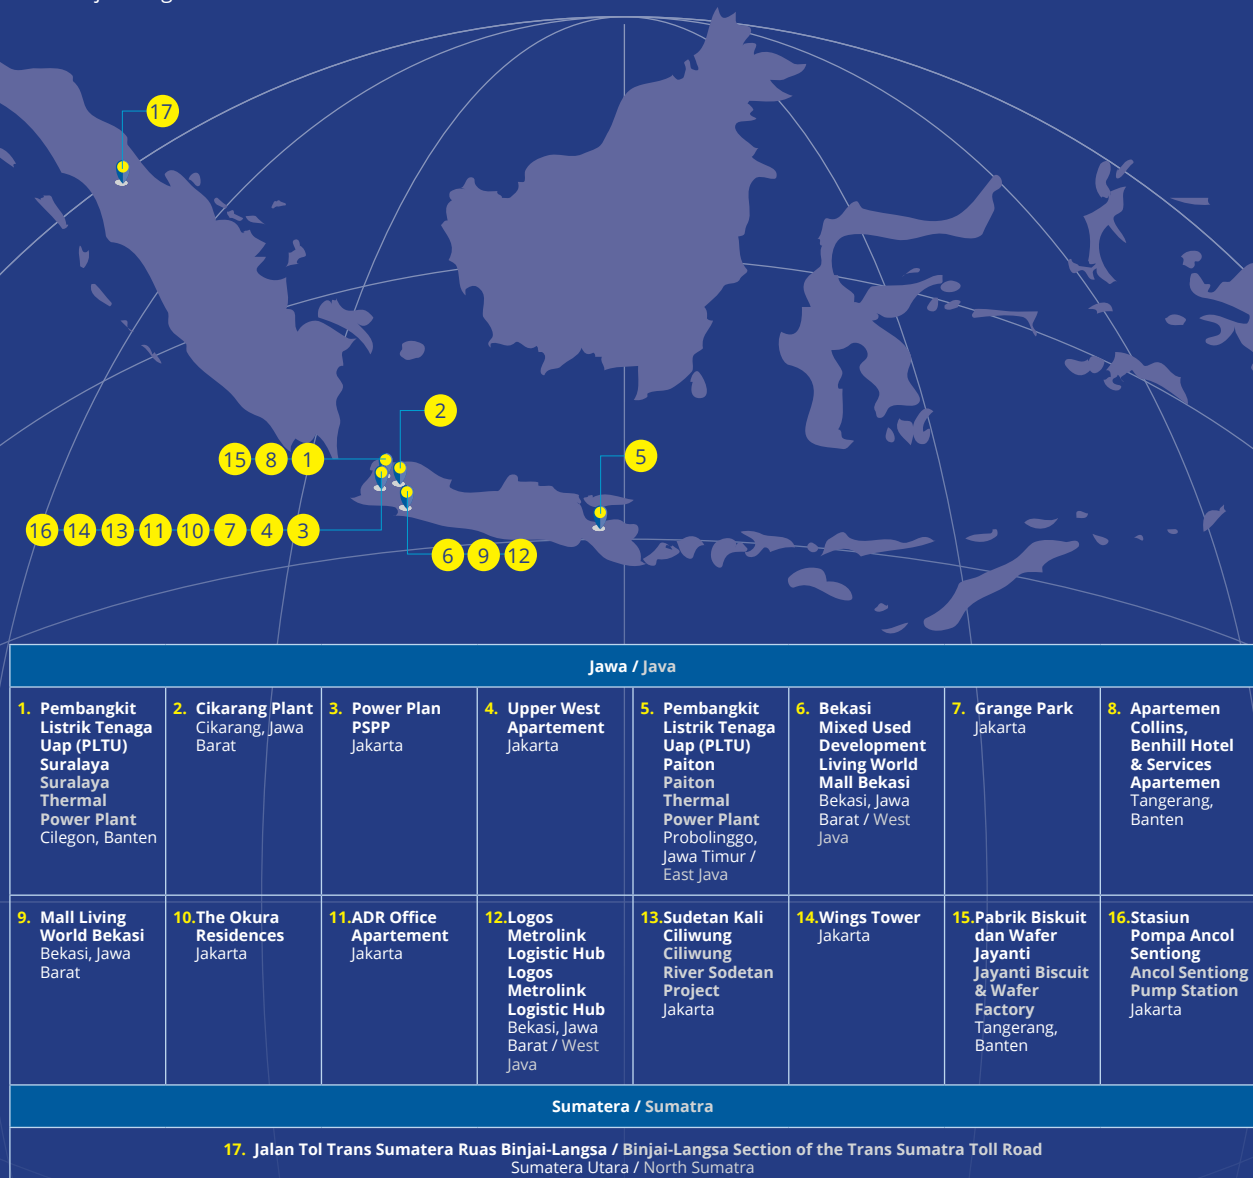 17
2
15 8 1
5
16 14 13 11 10 7 4 3
6 9 12
Jawa / Java
1. Pembangkit
Listrik Tenaga
Uap (PLTU)
Suralaya
Suralaya
Thermal
Power Plant
Cilegon, Banten
2. Cikarang Plant
Cikarang, Jawa
Barat
3. Power Plan
PSPP
Jakarta
4. Upper West
Apartement
Jakarta
5. Pembangkit
Listrik Tenaga
Uap (PLTU)
Paiton
Paiton
Thermal
Power Plant
Probolinggo,
Jawa Timur /
East Java
6. Bekasi
Mixed Used
Development
Living World
Mall Bekasi
Bekasi, Jawa
Barat / West
Java
7. Grange Park
Jakarta
8. Apartemen
Collins,
Benhill Hotel
& Services
Apartemen
Tangerang,
Banten
9. Mall Living
World Bekasi
Bekasi, Jawa
Barat
10.The Okura
Residences
Jakarta
11.ADR Office
Apartement
Jakarta
12.Logos
Metrolink
Logistic Hub
Logos
Metrolink
Logistic Hub
Bekasi, Jawa
Barat / West
Java
13.Sudetan Kali
Ciliwung
Ciliwung
River Sodetan
Project
Jakarta
14.Wings Tower
Jakarta
15.Pabrik Biskuit
dan Wafer
Jayanti
Jayanti Biscuit
& Wafer
Factory
Tangerang,
Banten
16.Stasiun
Pompa Ancol
Sentiong
Ancol Sentiong
Pump Station
Jakarta
Sumatera / Sumatra
17. Jalan Tol Trans Sumatera Ruas Binjai-Langsa / Binjai-Langsa Section of the Trans Sumatra Toll Road
Sumatera Utara / North Sumatra